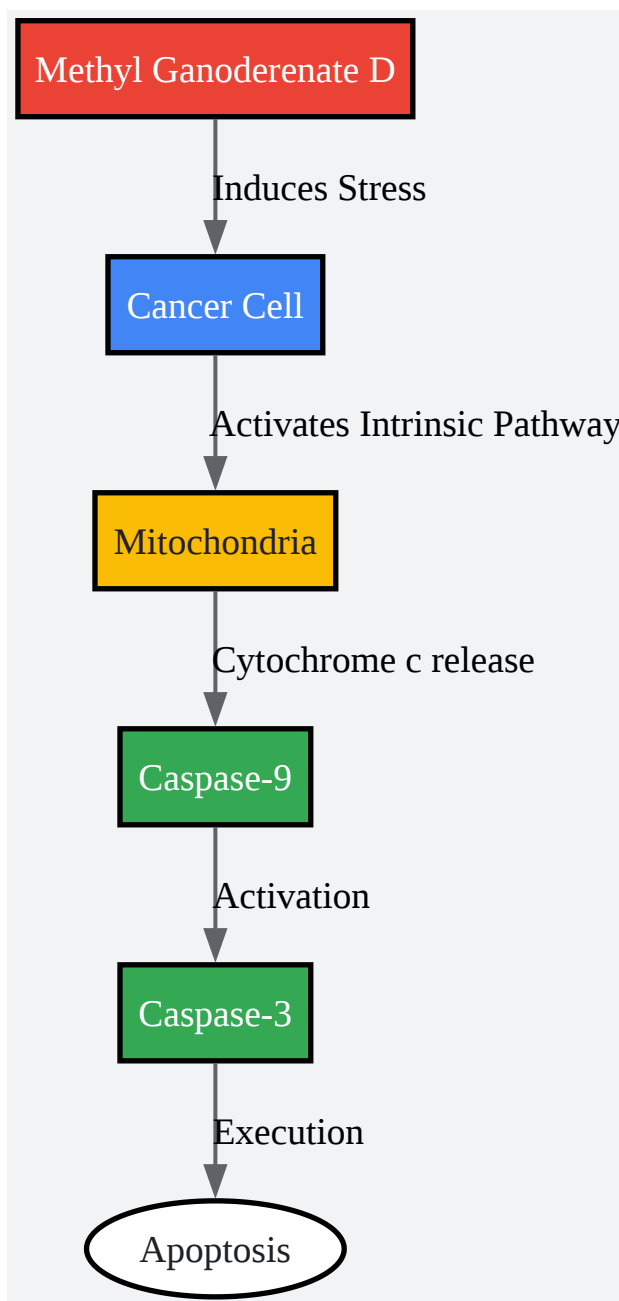 Methyl Ganoderenate D
Induces Stress
Cancer Cell
Activates Intrinsic Pathway
Mitochondria
Cytochrome c release
Caspase-9
Activation
Caspase-3
Execution
Apoptosis